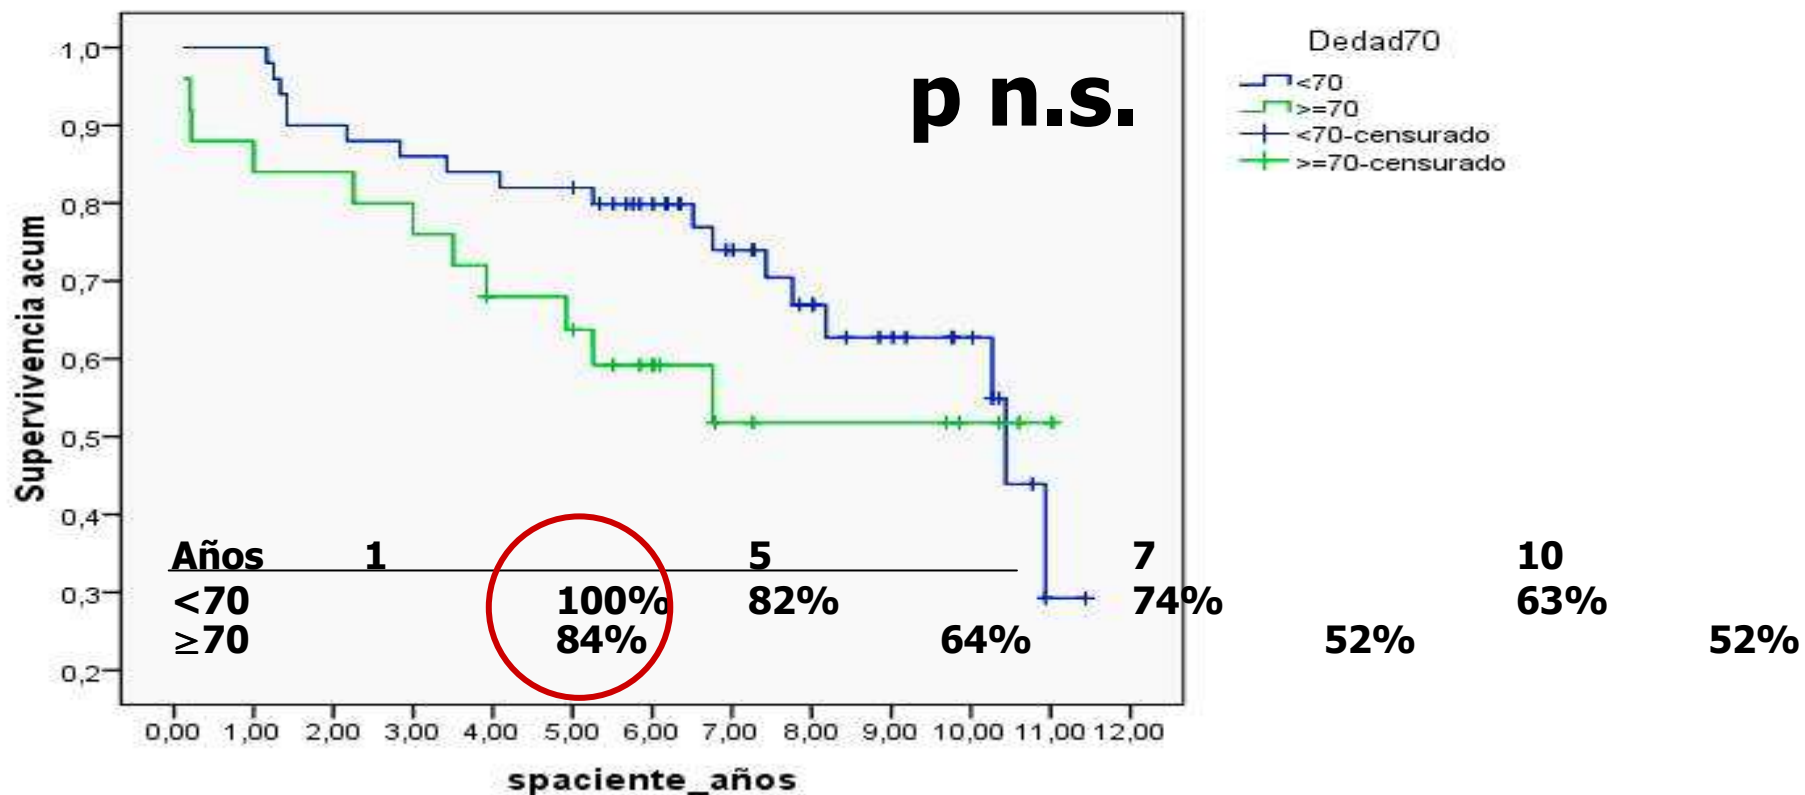 p n.s.
Dedad70
<70
>=70
<70-censurado
>=70-censurado
Supervivencia acum
1,0
0,9
0,8
0,7
0,6
0,5
0,4
0,3
0,2
Años 1 5 7 10
<70 100% 82% 74% 63%
≥70 84% 64% 52% 52%
0,00 1,00 2,00 3,00 4,00 5,00 6,00 7,00 8,00 9,00 10,00 11,00 12,00
spaciente_años